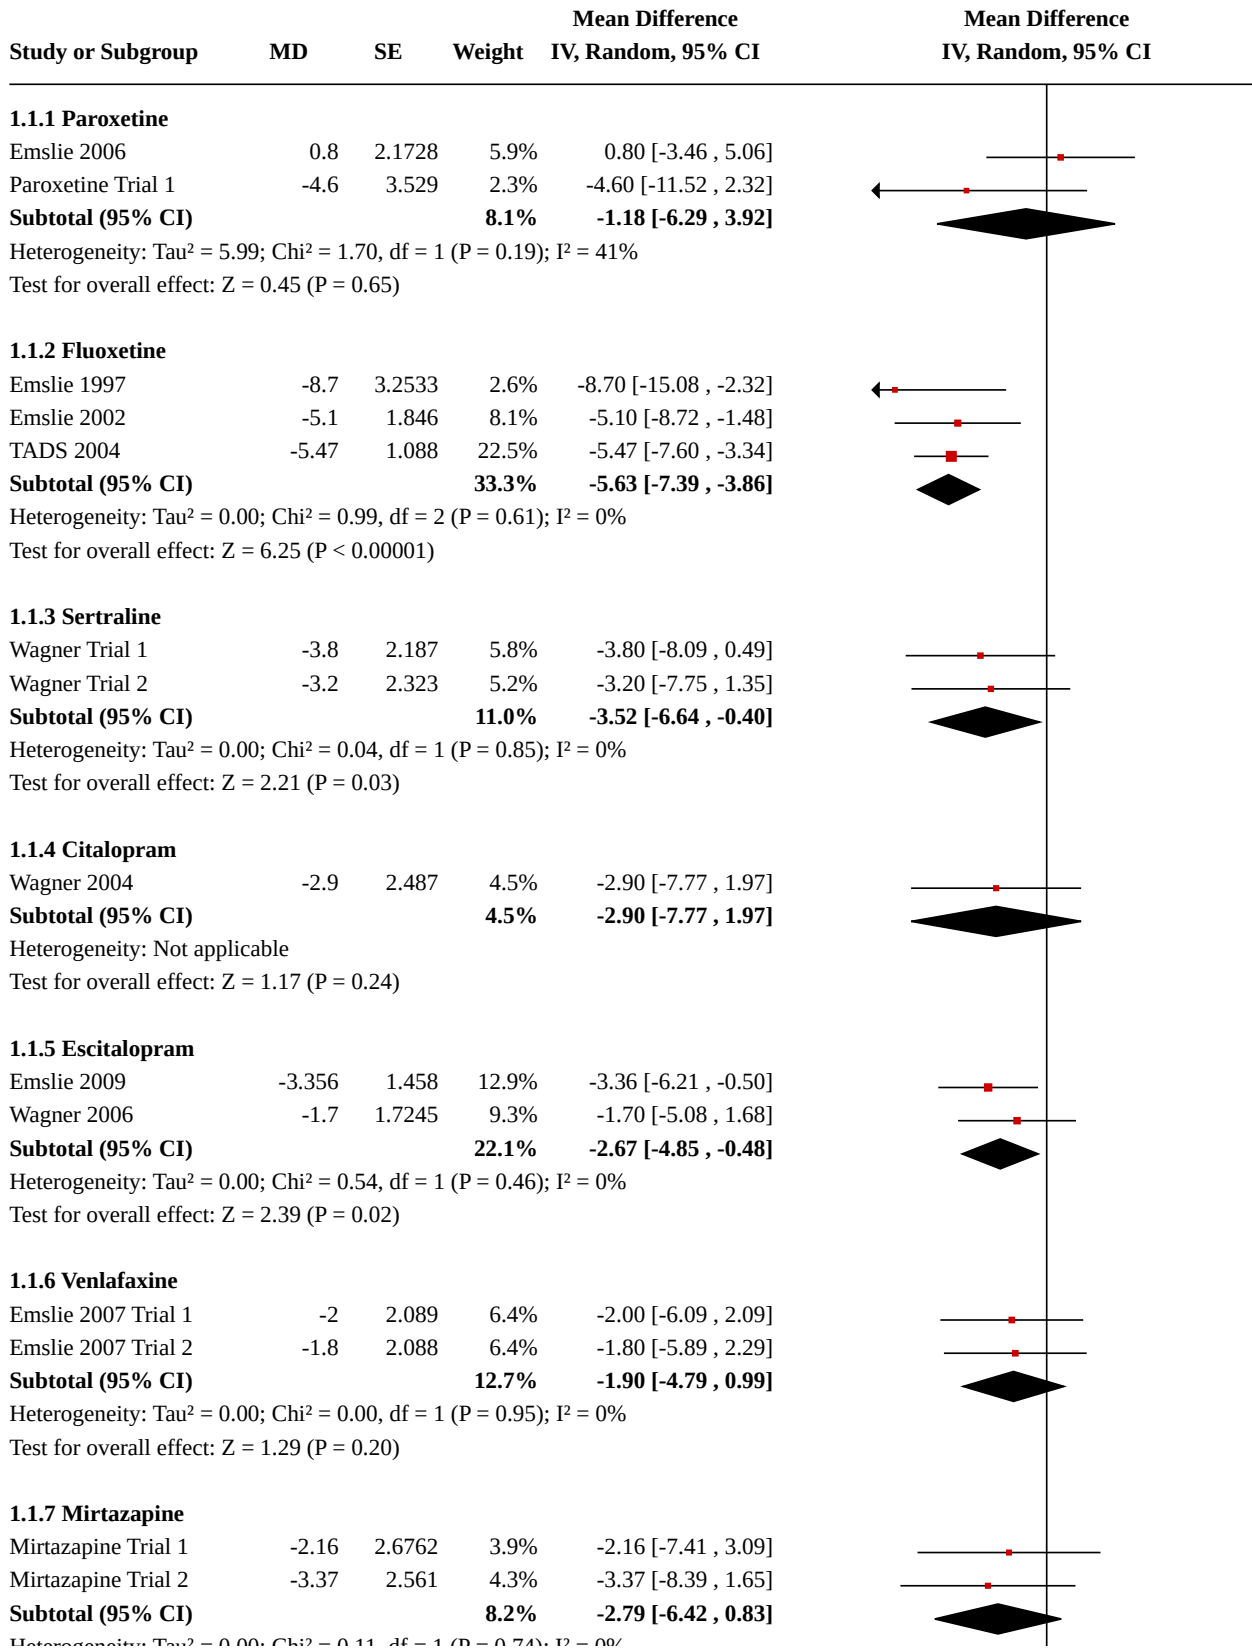 Mean Difference Mean Difference
Study or Subgroup MD SE Weight IV, Random, 95% CI IV, Random, 95% CI
1.1.1 Paroxetine
Emslie 2006 0.8 2.1728 5.9% 0.80 [-3.46 , 5.06]
Paroxetine Trial 1 -4.6 3.529 2.3% -4.60 [-11.52 , 2.32]
Subtotal (95% CI) 8.1% -1.18 [-6.29 , 3.92]
Heterogeneity: Tau² = 5.99; Chi² = 1.70, df = 1 (P = 0.19); I² = 41%
Test for overall effect: Z = 0.45 (P = 0.65)
1.1.2 Fluoxetine
Emslie 1997 -8.7 3.2533 2.6% -8.70 [-15.08 , -2.32]
Emslie 2002 -5.1 1.846 8.1% -5.10 [-8.72 , -1.48]
TADS 2004 -5.47 1.088 22.5% -5.47 [-7.60 , -3.34]
Subtotal (95% CI) 33.3% -5.63 [-7.39 , -3.86]
Heterogeneity: Tau² = 0.00; Chi² = 0.99, df = 2 (P = 0.61); I² = 0%
Test for overall effect: Z = 6.25 (P < 0.00001)
1.1.3 Sertraline
Wagner Trial 1 -3.8 2.187 5.8% -3.80 [-8.09 , 0.49]
Wagner Trial 2 -3.2 2.323 5.2% -3.20 [-7.75 , 1.35]
Subtotal (95% CI) 11.0% -3.52 [-6.64 , -0.40]
Heterogeneity: Tau² = 0.00; Chi² = 0.04, df = 1 (P = 0.85); I² = 0%
Test for overall effect: Z = 2.21 (P = 0.03)
1.1.4 Citalopram
Wagner 2004 -2.9 2.487 4.5% -2.90 [-7.77 , 1.97]
Subtotal (95% CI) 4.5% -2.90 [-7.77 , 1.97]
Heterogeneity: Not applicable
Test for overall effect: Z = 1.17 (P = 0.24)
1.1.5 Escitalopram
Emslie 2009 -3.356 1.458 12.9% -3.36 [-6.21 , -0.50]
Wagner 2006 -1.7 1.7245 9.3% -1.70 [-5.08 , 1.68]
Subtotal (95% CI) 22.1% -2.67 [-4.85 , -0.48]
Heterogeneity: Tau² = 0.00; Chi² = 0.54, df = 1 (P = 0.46); I² = 0%
Test for overall effect: Z = 2.39 (P = 0.02)
1.1.6 Venlafaxine
Emslie 2007 Trial 1 -2 2.089 6.4% -2.00 [-6.09 , 2.09]
Emslie 2007 Trial 2 -1.8 2.088 6.4% -1.80 [-5.89 , 2.29]
Subtotal (95% CI) 12.7% -1.90 [-4.79 , 0.99]
Heterogeneity: Tau² = 0.00; Chi² = 0.00, df = 1 (P = 0.95); I² = 0%
Test for overall effect: Z = 1.29 (P = 0.20)
1.1.7 Mirtazapine
Mirtazapine Trial 1 -2.16 2.6762 3.9% -2.16 [-7.41 , 3.09]
Mirtazapine Trial 2 -3.37 2.561 4.3% -3.37 [-8.39 , 1.65]
Subtotal (95% CI) 8.2% -2.79 [-6.42 , 0.83]
Heterogeneity: Tau² = 0.00; Chi² = 0.11, df = 1 (P = 0.74); I² = 0%